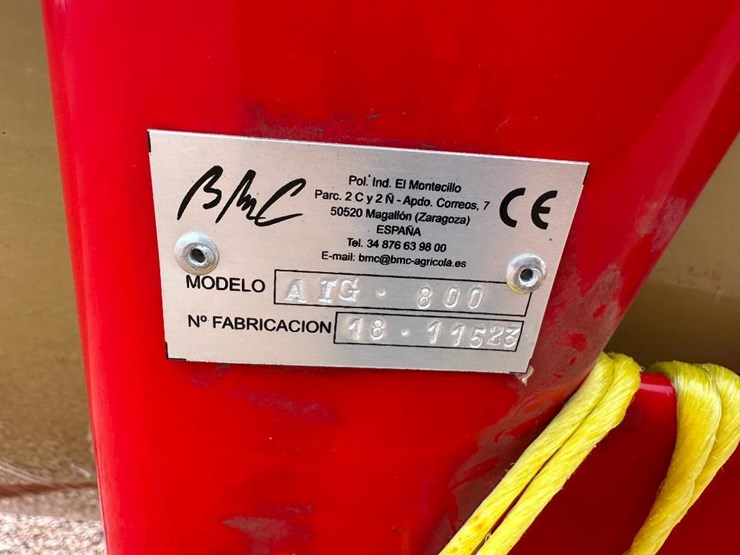 BMC
Pol. Ind. El Montecillo
Parc. 2 C y 2 Ñ - Apdo. Correos, 7
50520 Magallón (Zaragoza)
ESPAÑA
Tel. 34 876 63 98 00
E-mail: bmc@bmc-agricola.es
CE
MODELO ATG - 800
Nº FABRICACION 18 - 11523